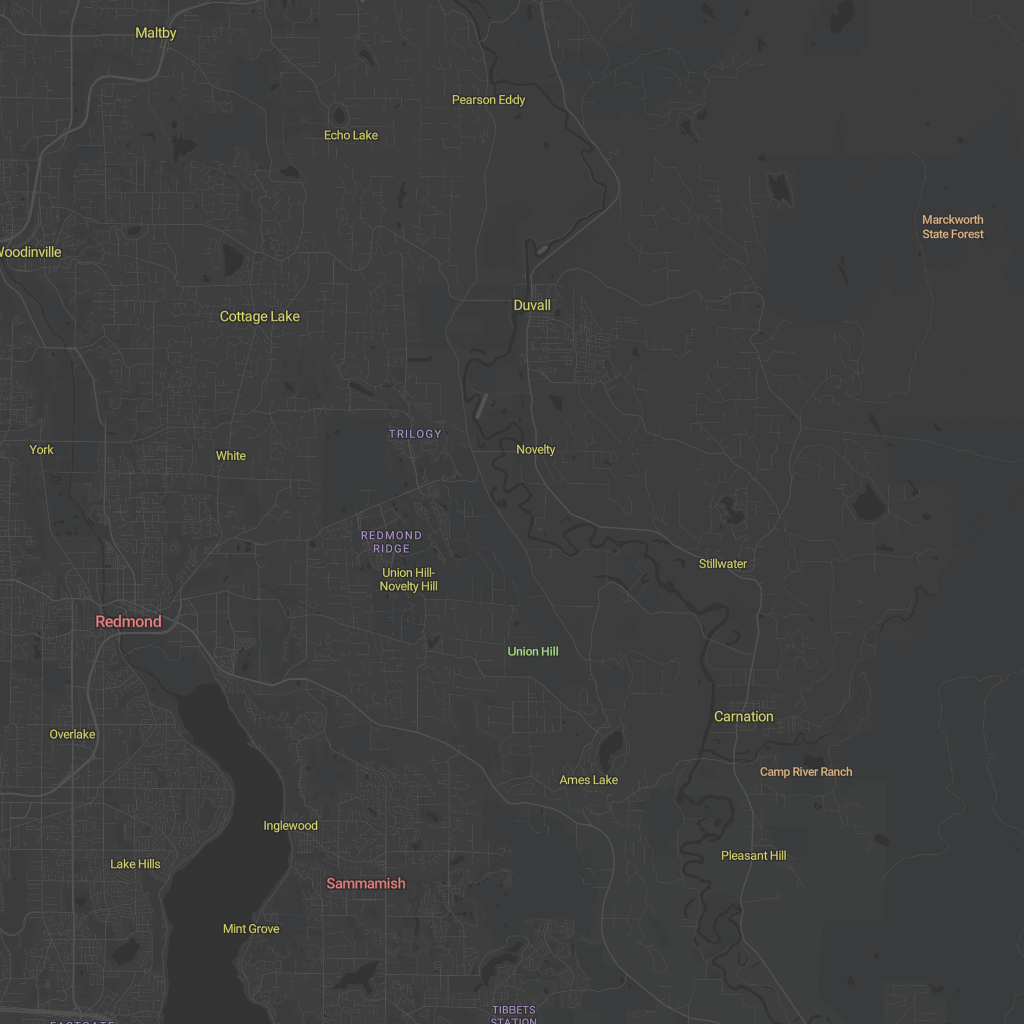 Maltby
Pearson Eddy
Echo Lake
Marckworth
State Forest
Woodinville
Duvall
Cottage Lake
TRILOGY
York
White
Novelty
REDMOND
RIDGE
Stillwater
Union Hill-
Novelty Hill
Redmond
Union Hill
Carnation
Overlake
Camp River Ranch
Ames Lake
Inglewood
Pleasant Hill
Lake Hills
Sammamish
Mint Grove
TIBBETS
STATION
EASTGATE